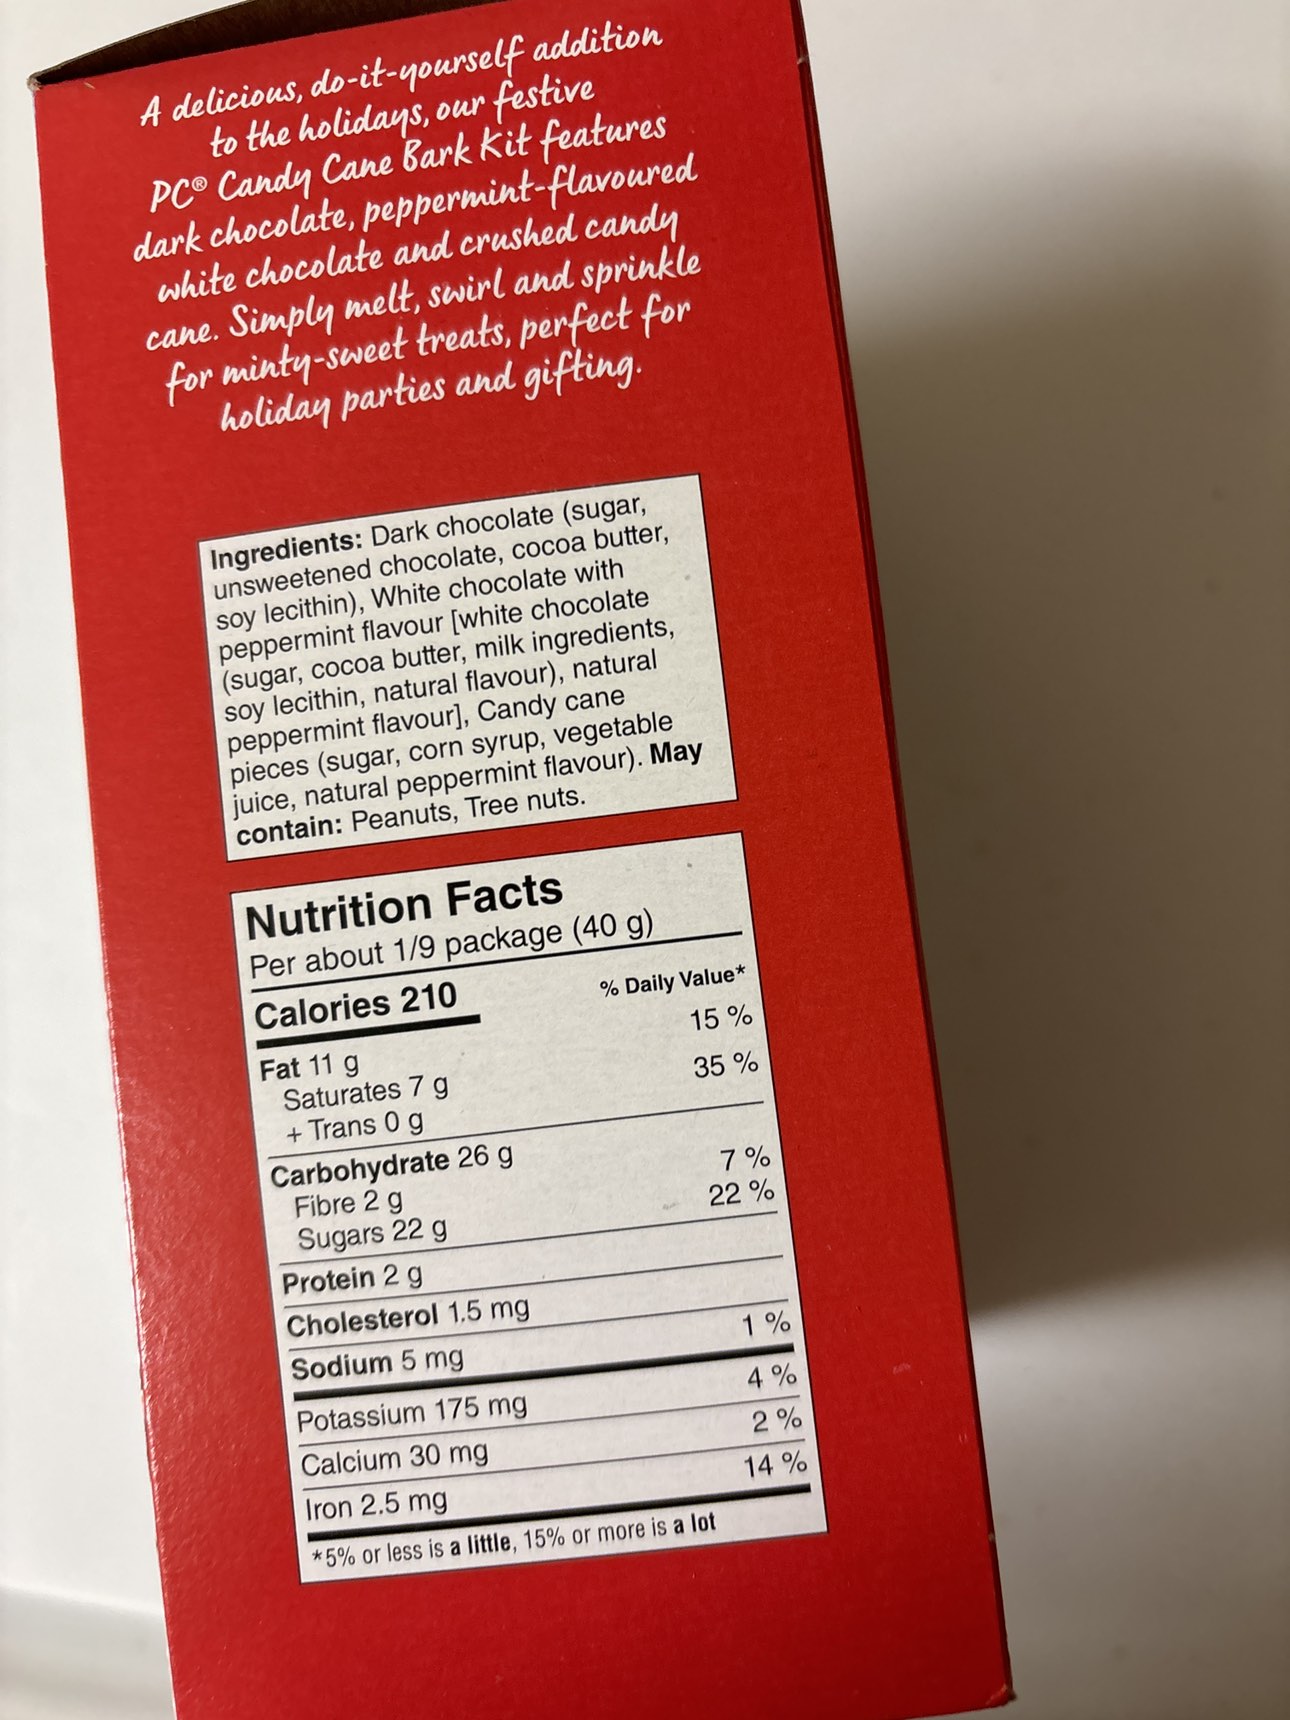 A delicious, do-it-yourself addition
to the holidays, our festive
PC® Candy Cane Bark Kit features
dark chocolate, peppermint-flavoured
white chocolate and crushed candy
cane. Simply melt, swirl and sprinkle
for minty-sweet treats, perfect for
holiday parties and gifting.
Ingredients: Dark chocolate (sugar,
unsweetened chocolate, cocoa butter,
soy lecithin), White chocolate with
peppermint flavour [white chocolate
(sugar, cocoa butter, milk ingredients,
soy lecithin, natural flavour), natural
peppermint flavour], Candy cane
pieces (sugar, corn syrup, vegetable
juice, natural peppermint flavour). May
contain: Peanuts, Tree nuts.
Nutrition Facts
Per about 1/9 package (40 g)
Calories 210 % Daily Value*
Fat 11 g 15 %
Saturates 7 g 35 %
+ Trans 0 g
Carbohydrate 26 g
Fibre 2 g 7 %
Sugars 22 g 22 %
Protein 2 g
Cholesterol 1.5 mg
Sodium 5 mg 1 %
Potassium 175 mg 4 %
Calcium 30 mg 2 %
Iron 2.5 mg 14 %
*5% or less is a little, 15% or more is a lot